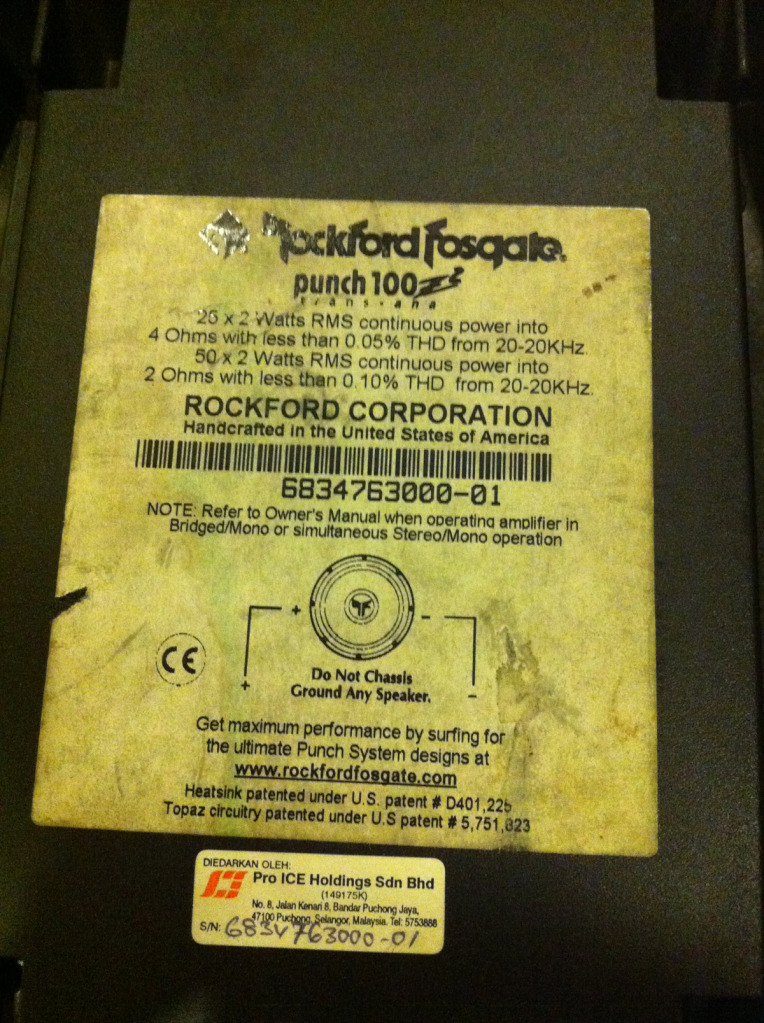 Rockford Fosgate®
punch 100z²
trans•ana
25 x 2 Watts RMS continuous power into
4 Ohms with less than 0.05% THD from 20-20KHz.
50 x 2 Watts RMS continuous power into
2 Ohms with less than 0.10% THD from 20-20KHz.
ROCKFORD CORPORATION
Handcrafted in the United States of America
6834763000-01
NOTE: Refer to Owner's Manual when operating amplifier in
Bridged/Mono or simultaneous Stereo/Mono operation
+ -
+ -
CE
Do Not Chassis
Ground Any Speaker.
Get maximum performance by surfing for
the ultimate Punch System designs at
www.rockfordfosgate.com
Heatsink patented under U.S. patent # D401,225
Topaz circuitry patented under U.S patent # 5,751,823
DIEDARKAN OLEH:
Pro ICE Holdings Sdn Bhd
(149175K)
No. 8, Jalan Kenari 8, Bandar Puchong Jaya,
47100 Puchong, Selangor, Malaysia. Tel: 5753888
S/N: 6834763000-01